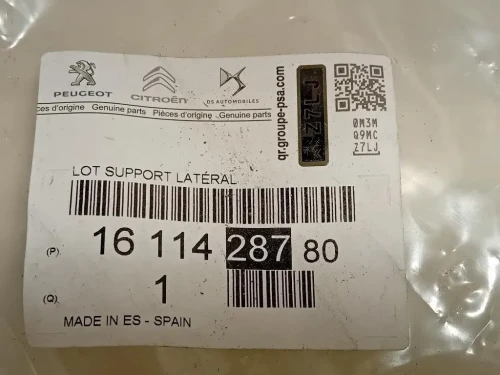 PEUGEOT
CITROËN
DS AUTOMOBILES
Pièces d'origine Genuine parts Pièces d'origine Genuine parts
qr.groupe-psa.com
Z7LJ
0M3M
Q9MC
Z7LJ
LOT SUPPORT LATÉRAL
(P) 16 114 287 80
(Q) 1
MADE IN ES - SPAIN